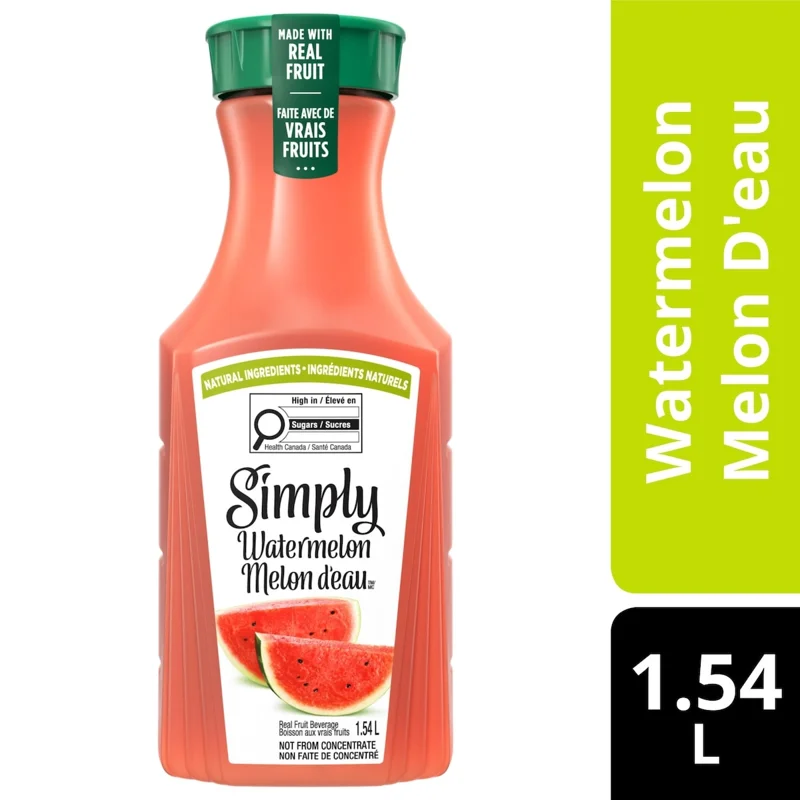 MADE WITH
REAL
FRUIT
FAITE AVEC DE
VRAIS
FRUITS
NATURAL INGREDIENTS • INGRÉDIENTS NATURELS
High in / Élevé en
Sugars / Sucres
Health Canada / Santé Canada
Simply
Watermelon
Melon d'eau
Real Fruit Beverage
Boisson aux vrais fruits 1.54 L
NOT FROM CONCENTRATE
NON FAITE DE CONCENTRÉ
Watermelon
Melon D'eau
1.54
L